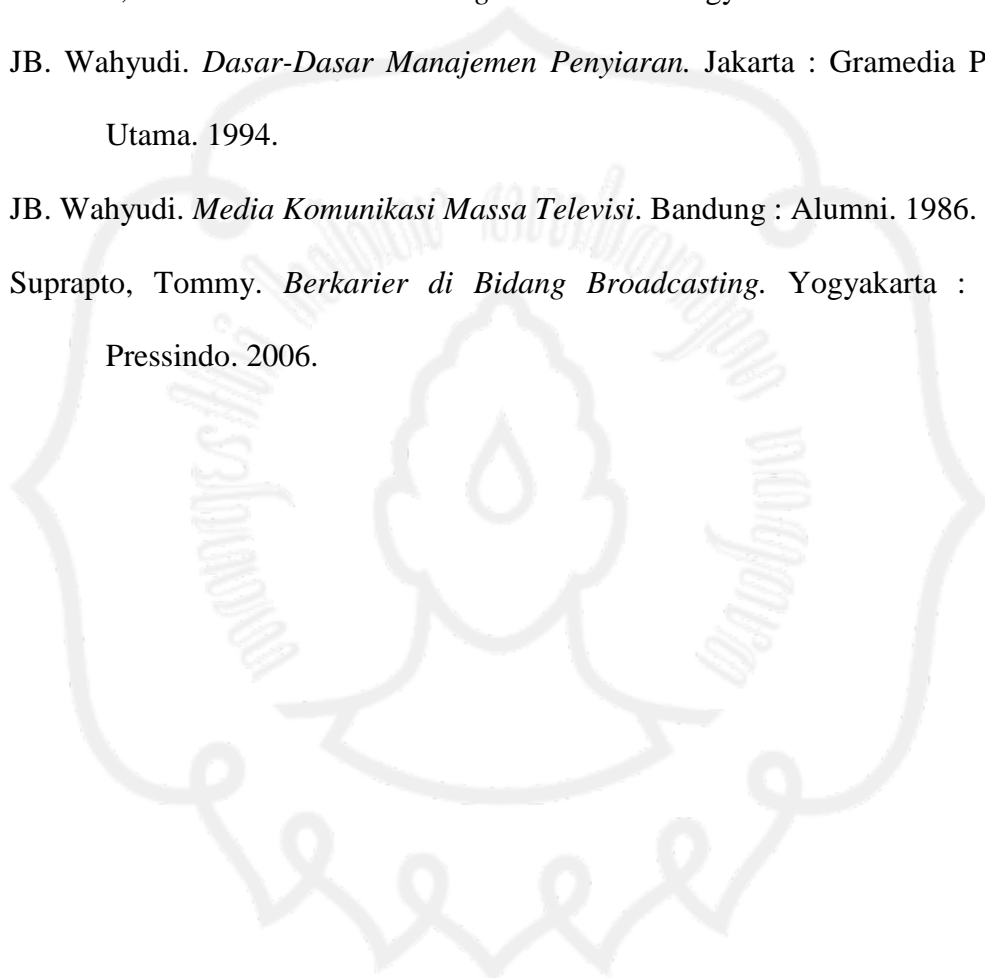 JB. Wahyudi. Dasar-Dasar Manajemen Penyiaran. Jakarta : Gramedia P
Utama. 1994.
JB. Wahyudi. Media Komunikasi Massa Televisi. Bandung : Alumni. 1986.
Suprapto, Tommy. Berkarier di Bidang Broadcasting. Yogyakarta :
Pressindo. 2006.